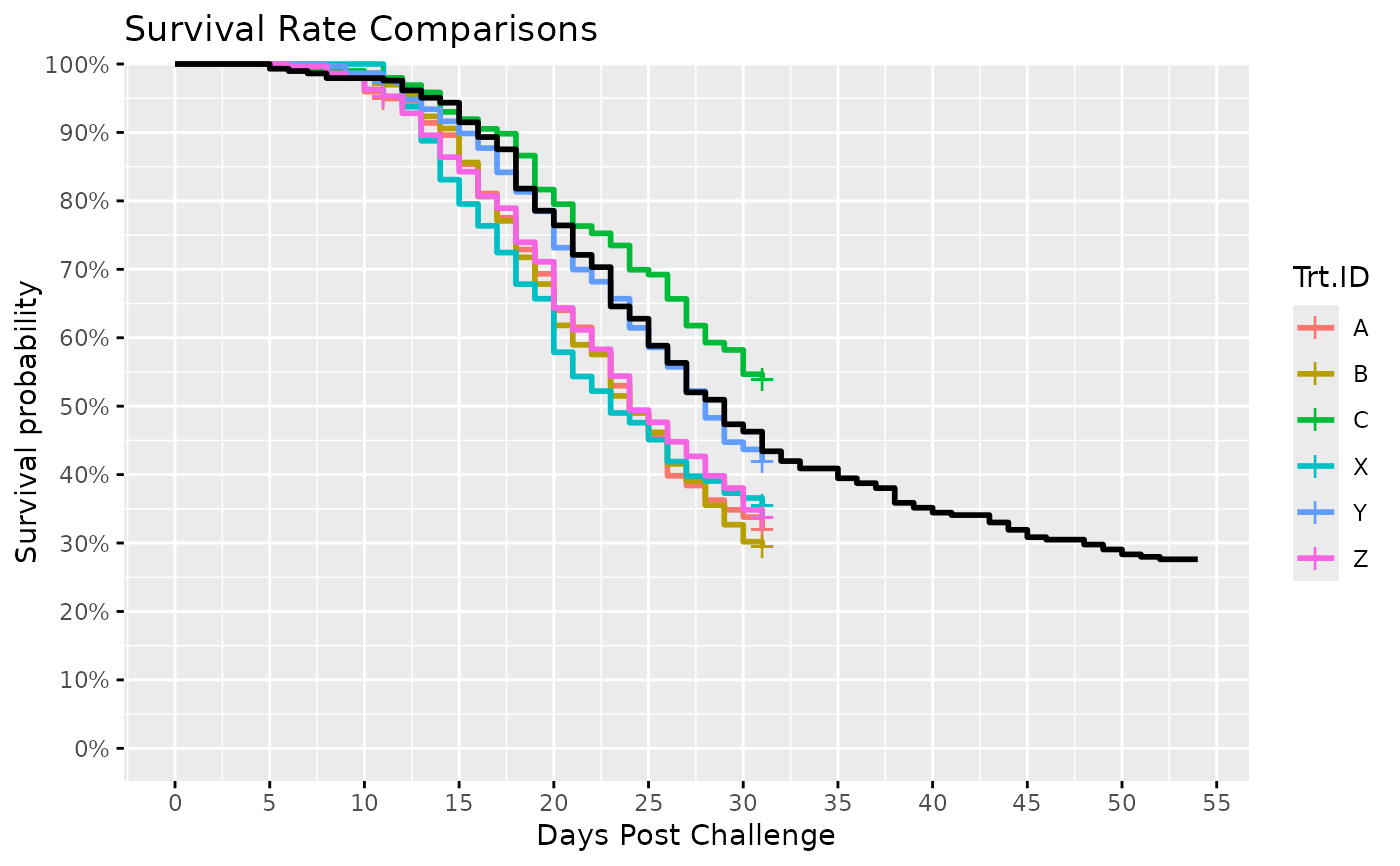 Survival Rate Comparisons
Survival probability
100%
90%
80%
70%
60%
50%
40%
30%
20%
10%
0%
0 5 10 15 20 25 30 35 40 45 50 55
Days Post Challenge
Trt.ID
A
B
C
X
Y
Z